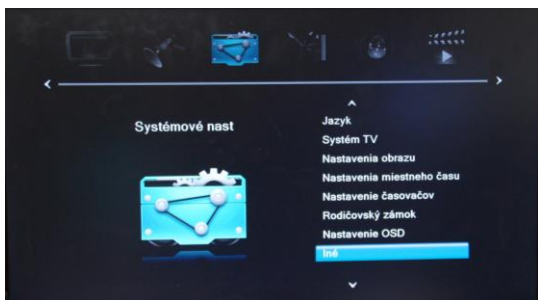 Systémové nast
Jazyk
Systém TV
Nastavenia obrazu
Nastavenia miestneho času
Nastavenie časovačov
Rodičovský zámok
Nastavenie OSD
Iné